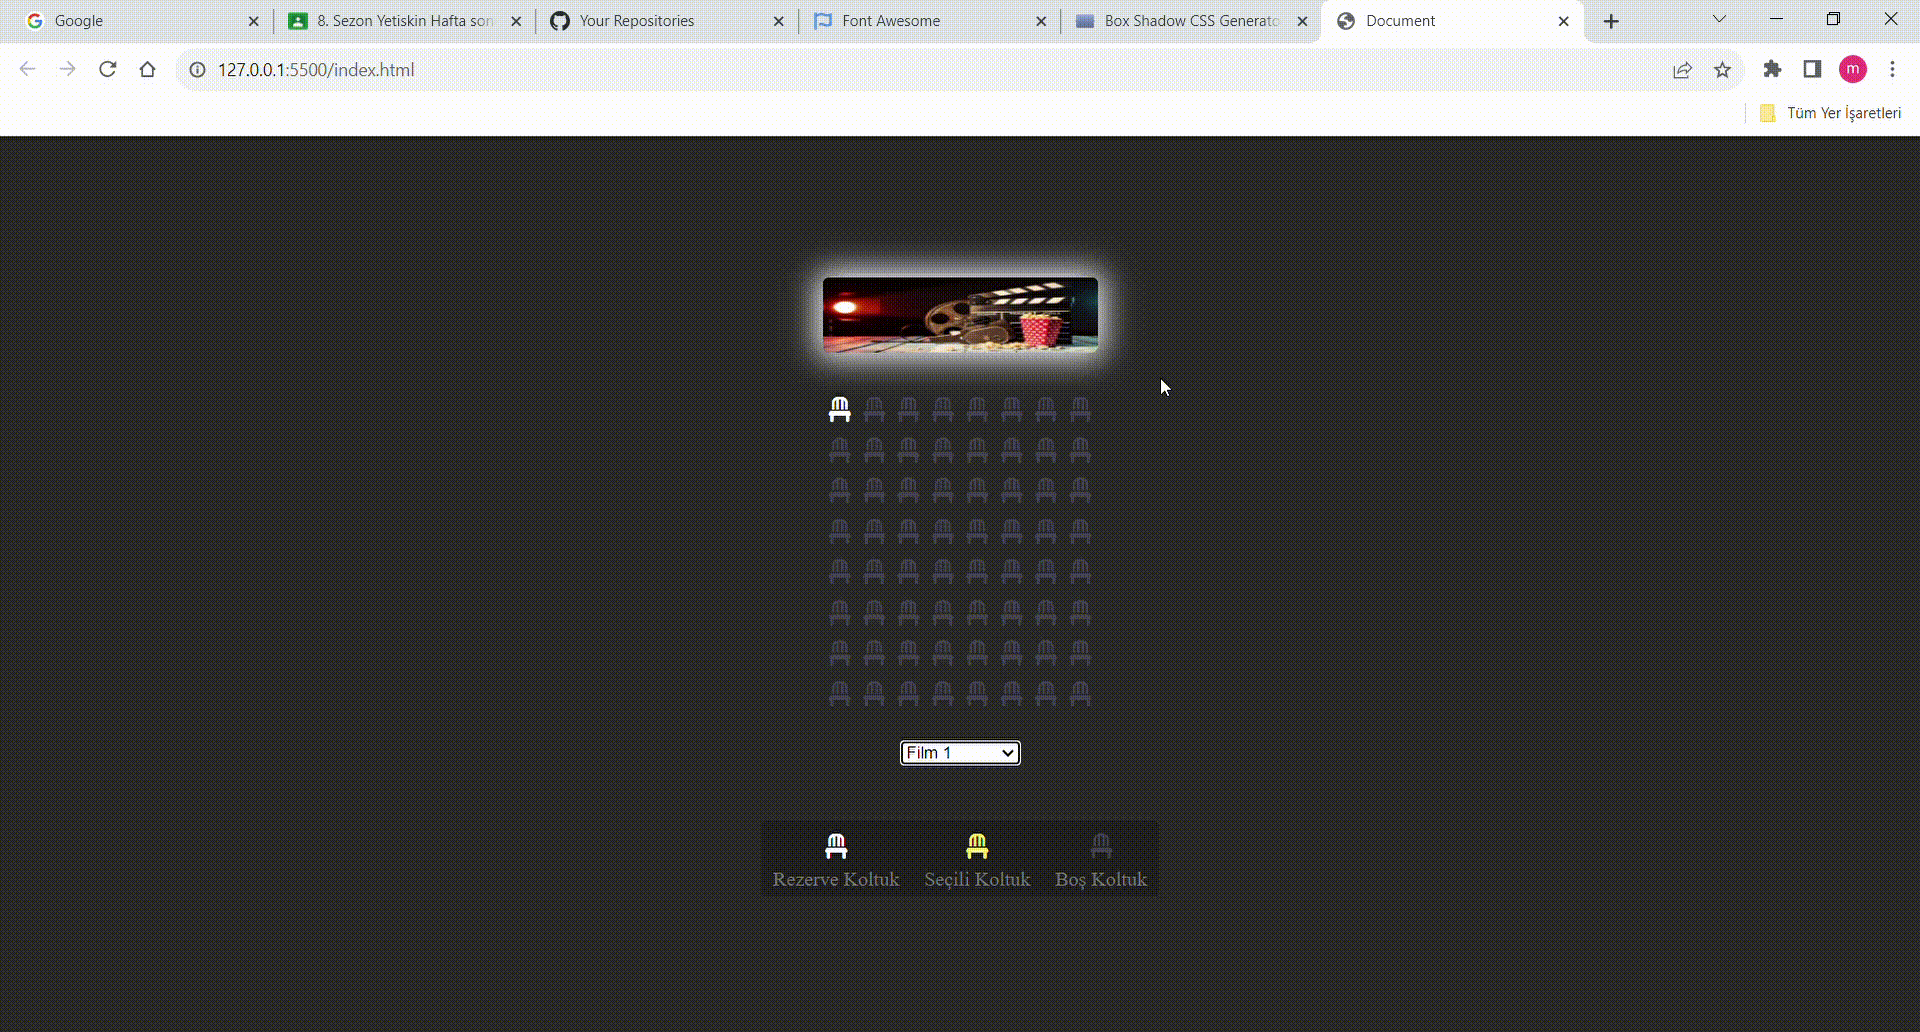 Google
8. Sezon Yetiskin Hafta son
Your Repositories
Font Awesome
Box Shadow CSS Generato
Document
127.0.0.1:5500/index.html
m
Tüm Yer İşaretleri
Film 1
Rezerve Koltuk
Seçili Koltuk
Boş Koltuk